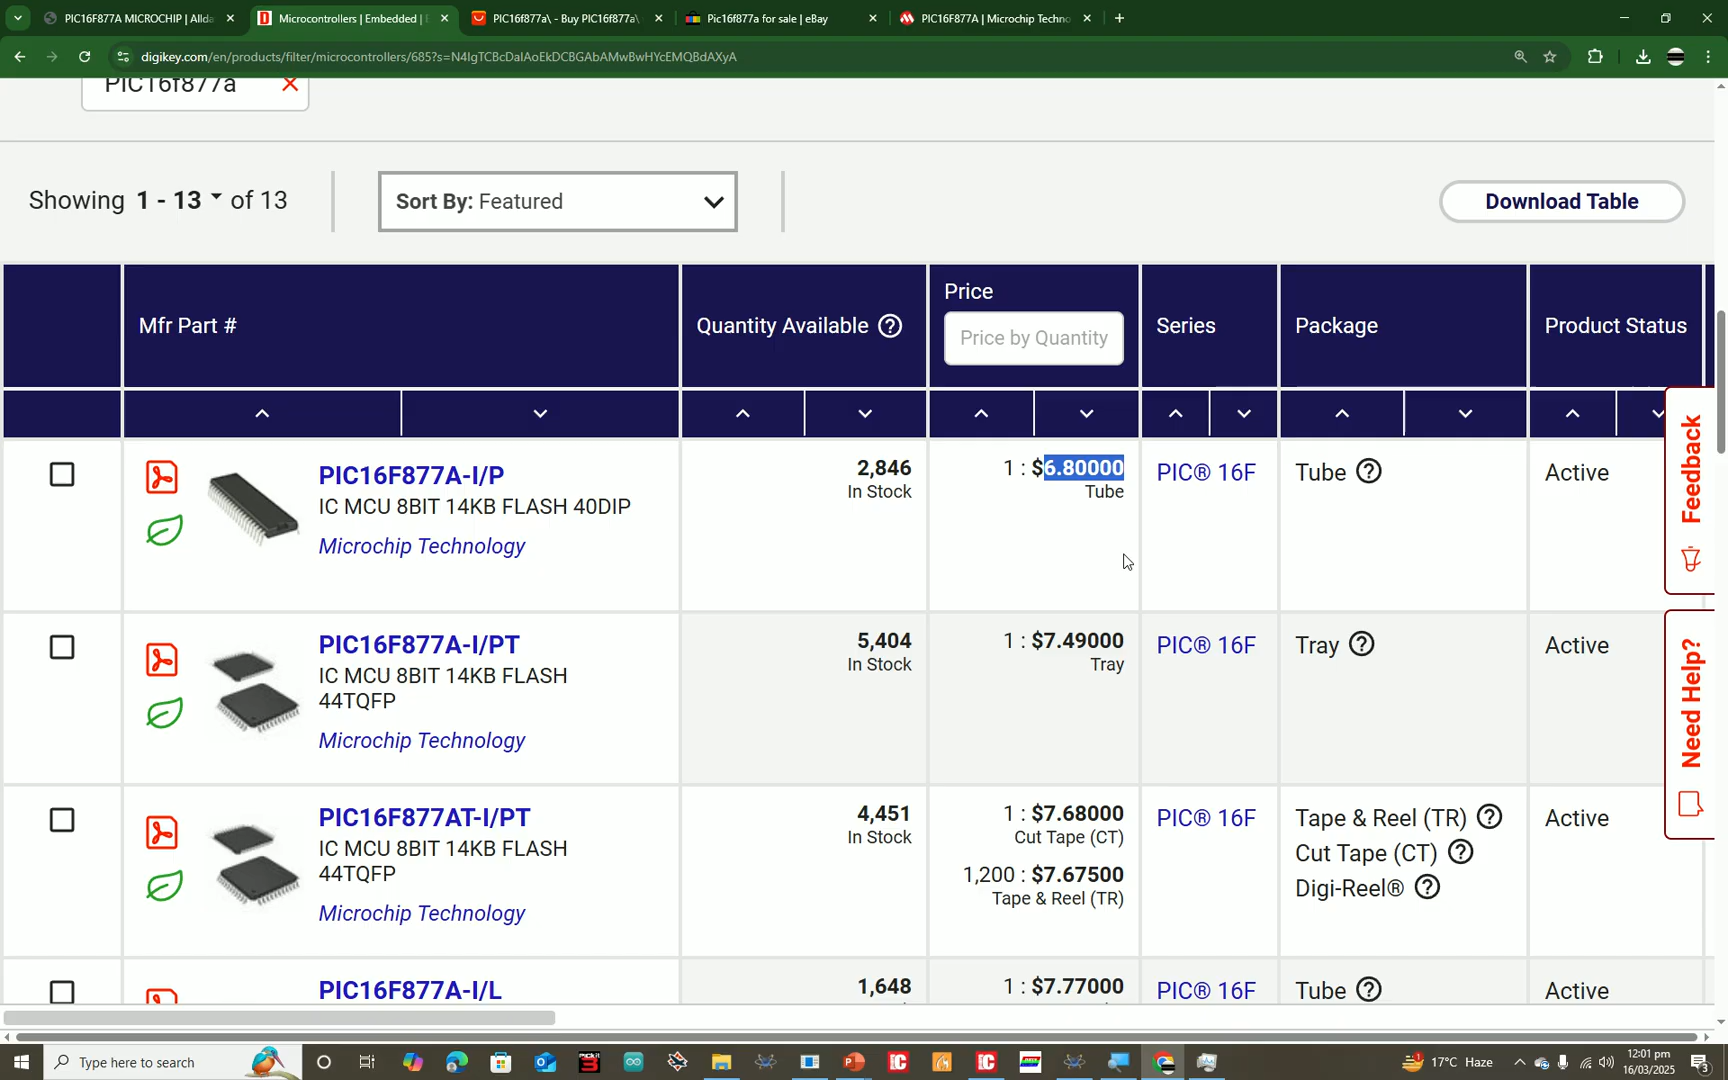 PIC16F877A MICROCHIP | Allda
Microcontrollers | Embedded | E
PIC16f877a\ - Buy PIC16f877a\
Pic16f877a for sale | eBay
PIC16F877A | Microchip Techno
digikey.com/en/products/filter/microcontrollers/685?s=N4IgTCBcDaIAoEkDCBGAbAMwBwHYcEMQBdAXyA
PIC16f877a
Showing 1 - 13 of 13
Sort By: Featured
Download Table
Mfr Part #
Quantity Available
Price
Price by Quantity
Series
Package
Product Status
PIC16F877A-I/P
IC MCU 8BIT 14KB FLASH 40DIP
Microchip Technology
2,846
In Stock
1 : $6.80000
Tube
PIC® 16F
Tube
Active
PIC16F877A-I/PT
IC MCU 8BIT 14KB FLASH
44TQFP
Microchip Technology
5,404
In Stock
1 : $7.49000
Tray
PIC® 16F
Tray
Active
PIC16F877AT-I/PT
IC MCU 8BIT 14KB FLASH
44TQFP
Microchip Technology
4,451
In Stock
1 : $7.68000
Cut Tape (CT)
1,200 : $7.67500
Tape & Reel (TR)
PIC® 16F
Tape & Reel (TR)
Cut Tape (CT)
Digi-Reel®
Active
PIC16F877A-I/L
1,648
1 : $7.77000
PIC® 16F
Tube
Active
Feedback
Need Help?
Type here to search
17°C Haze
12:01 pm
16/03/2025